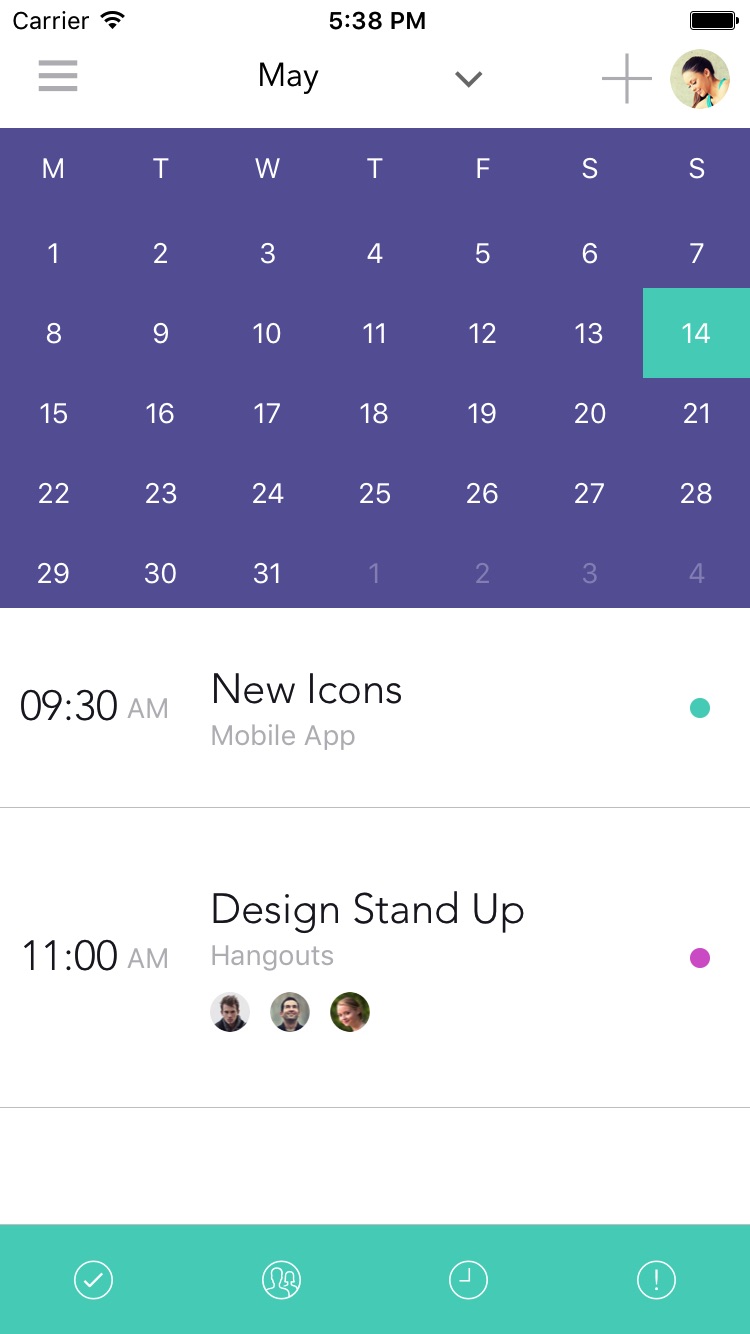 Carrier 5:38 PM
May
M T W T F S S
1 2 3 4 5 6 7
8 9 10 11 12 13 14
15 16 17 18 19 20 21
22 23 24 25 26 27 28
29 30 31 1 2 3 4
09:30 AM New Icons
Mobile App
Design Stand Up
11:00 AM Hangouts